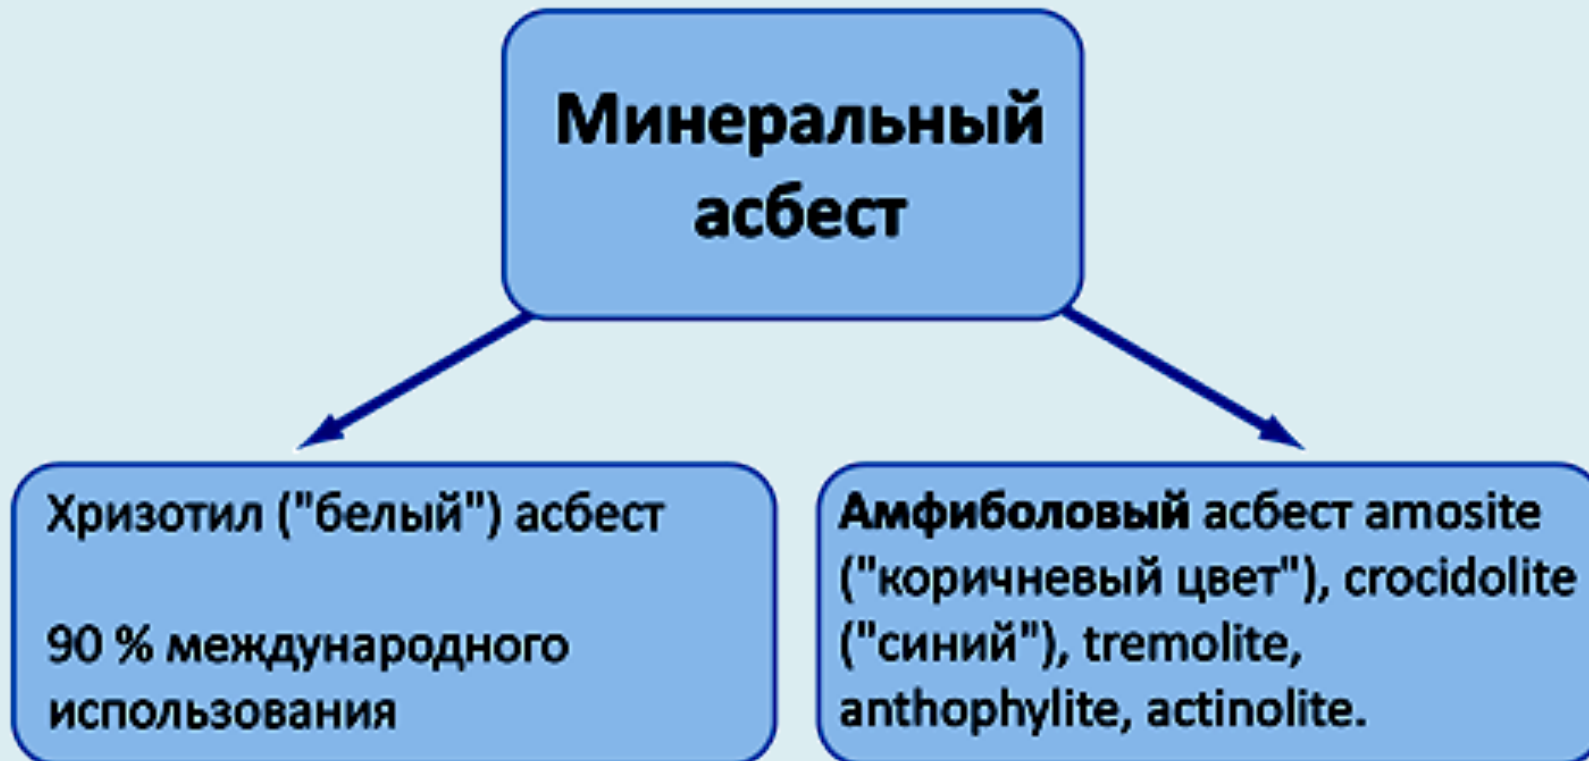 Минеральный
асбест
Хризотил ("белый") асбест
90 % международного
использования
Амфиболовый асбест amosite
("коричневый цвет"), crocidolite
("синий"), tremolite,
anthophylite, actinolite.